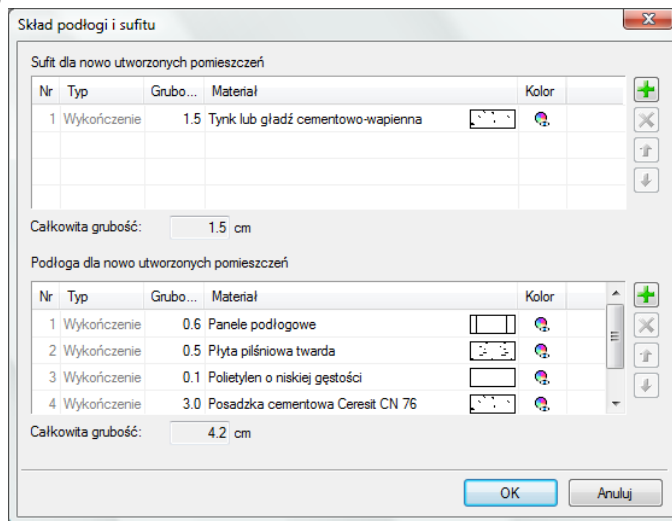 Skład podłogi i sufitu
Sufit dla nowo utworzonych pomieszczeń
Nr Typ Grubo... Materiał Kolor
1 Wykończenie 1.5 Tynk lub gładź cementowo-wapienna
Całkowita grubość: 1.5 cm
Podłoga dla nowo utworzonych pomieszczeń
Nr Typ Grubo... Materiał Kolor
1 Wykończenie 0.6 Panele podłogowe
2 Wykończenie 0.5 Płyta pilśniowa twarda
3 Wykończenie 0.1 Polietylen o niskiej gęstości
4 Wykończenie 3.0 Posadzka cementowa Ceresit CN 76
Całkowita grubość: 4.2 cm
OK Anuluj